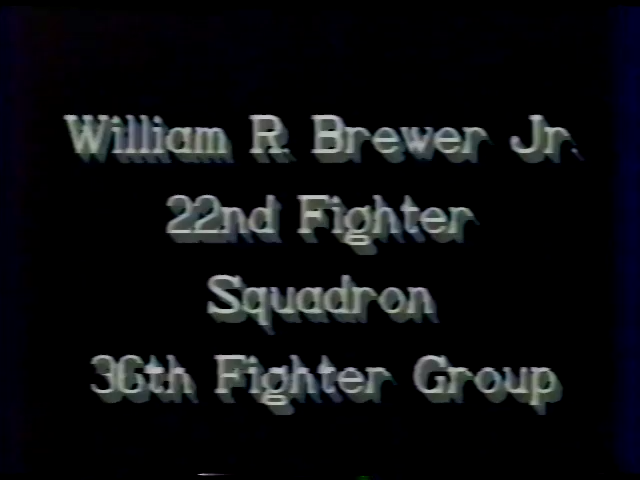 William R. Brewer Jr.
22nd Fighter
Squadron
36th Fighter Group